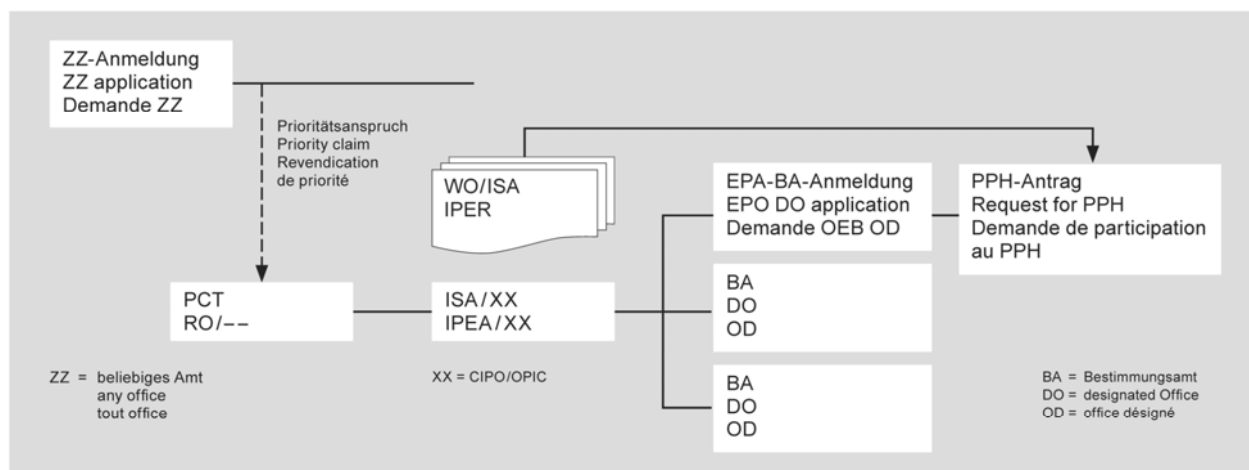 ZZ-Anmeldung
ZZ application
Demande ZZ
Prioritätsanspruch
Priority claim
Revendication
de priorité
WO/ISA
IPER
EPA-BA-Anmeldung
EPO DO application
Demande OEB OD
PPH-Antrag
Request for PPH
Demande de participation
au PPH
PCT
RO/––
ISA/XX
IPEA/XX
BA
DO
OD
BA
DO
OD
ZZ = beliebiges Amt
any office
tout office
XX = CIPO/OPIC
BA = Bestimmungsamt
DO = designated Office
OD = office désigné